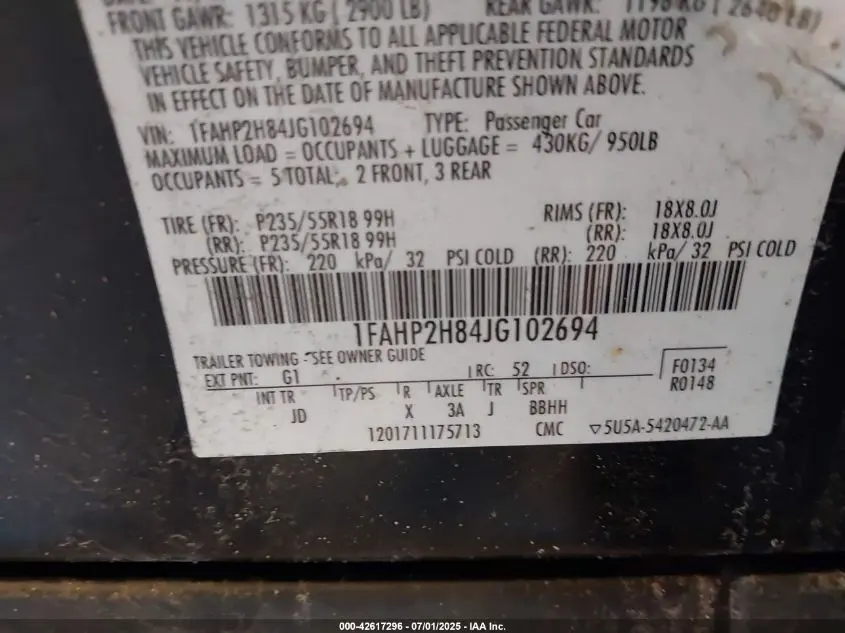 FRONT GAWR: 1315 KG ( 2900 LB) REAR GAWR: 1198 KG ( 2640 LB)
THIS VEHICLE CONFORMS TO ALL APPLICABLE FEDERAL MOTOR
VEHICLE SAFETY, BUMPER, AND THEFT PREVENTION STANDARDS
IN EFFECT ON THE DATE OF MANUFACTURE SHOWN ABOVE.
VIN: 1FAHP2H84JG102694 TYPE: Passenger Car
MAXIMUM LOAD = OCCUPANTS + LUGGAGE = 430KG/ 950LB
OCCUPANTS = 5 TOTAL, 2 FRONT, 3 REAR
TIRE (FR): P235/55R18 99H RIMS (FR): 18X8.0J
(RR): P235/55R18 99H (RR): 18X8.0J
PRESSURE (FR): 220 kPa/ 32 PSI COLD (RR): 220 kPa/ 32 PSI COLD
1FAHP2H84JG102694
TRAILER TOWING - SEE OWNER GUIDE
EXT PNT: G1 RC: 52 DSO: F0134
R0148
INT TR TP/PS R AXLE TR SPR
JD X 3A J BBHH
1201711175713 CMC ▽5U5A-5420472-AA
000-42617296 - 07/01/2025 - IAA Inc.